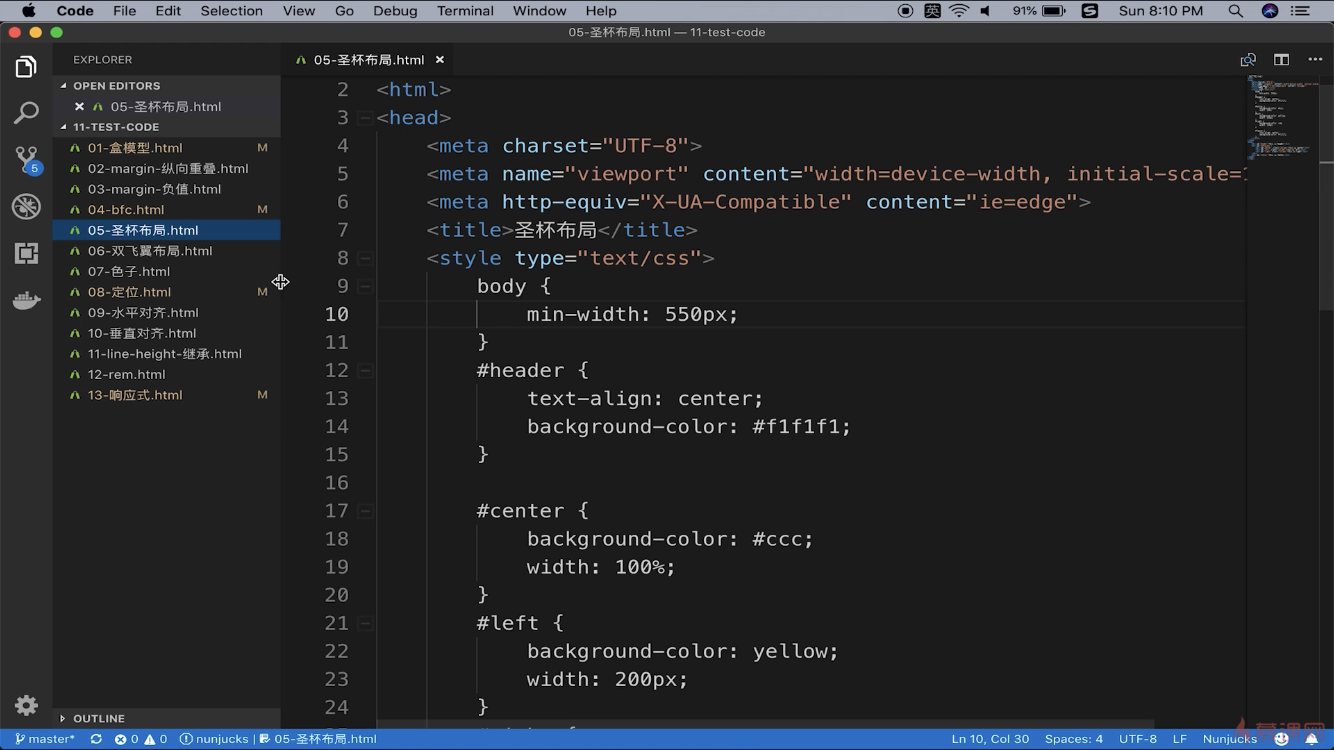 Code File Edit Selection View Go Debug Terminal Window Help 英 91% S Sun 8:10 PM
05-圣杯布局.html — 11-test-code
EXPLORER
05-圣杯布局.html
OPEN EDITORS
05-圣杯布局.html
11-TEST-CODE
01-盒模型.html M
02-margin-纵向重叠.html
03-margin-负值.html
04-bfc.html M
05-圣杯布局.html
06-双飞翼布局.html
07-色子.html
08-定位.html M
09-水平对齐.html
10-垂直对齐.html
11-line-height-继承.html
12-rem.html
13-响应式.html M
OUTLINE
5
2 <html>
3 <head>
4 <meta charset="UTF-8">
5 <meta name="viewport" content="width=device-width, initial-scale=
6 <meta http-equiv="X-UA-Compatible" content="ie=edge">
7 <title>圣杯布局</title>
8 <style type="text/css">
9 body {
10 min-width: 550px;
11 }
12 #header {
13 text-align: center;
14 background-color: #f1f1f1;
15 }
16
17 #center {
18 background-color: #ccc;
19 width: 100%;
20 }
21 #left {
22 background-color: yellow;
23 width: 200px;
24 }
master* 0 0 nunjucks | 05-圣杯布局.html Ln 10, Col 30 Spaces: 4 UTF-8 LF Nunjucks
慕课网